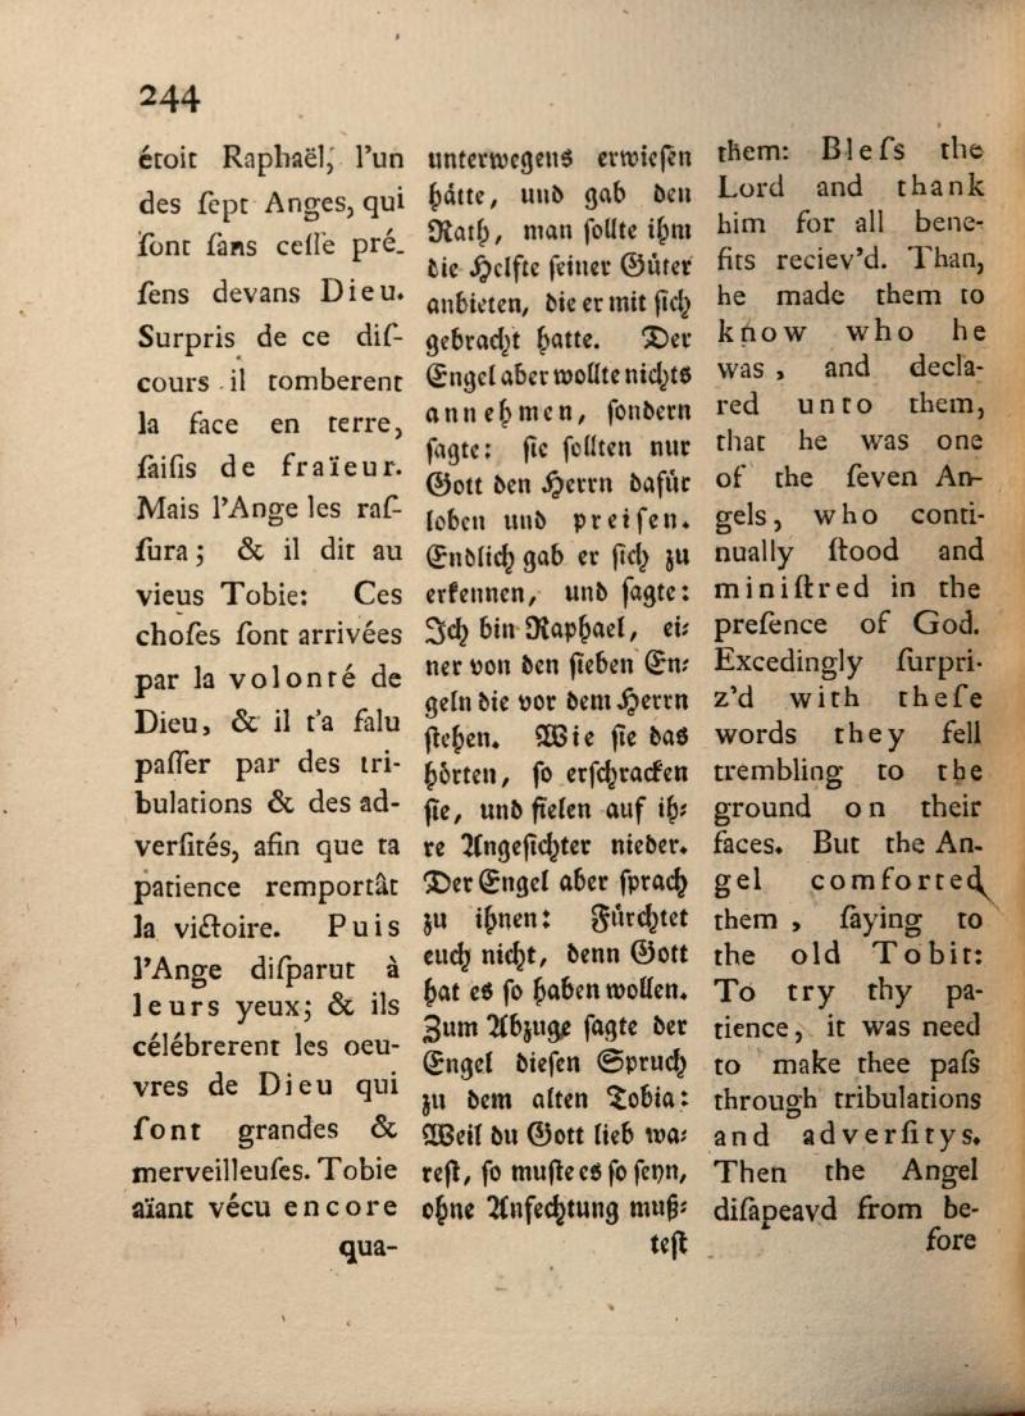 244
étoit Raphaël, l'un
des ſept Anges, qui
ſont ſans ceſſe pré-
ſens devans Dieu.
Surpris de ce diſ-
cours il tomberent
la face en terre,
ſaiſis de fraïeur.
Mais l'Ange les raſ-
ſura; & il dit au
vieus Tobie: Ces
choſes ſont arrivées
par la volonté de
Dieu, & il t'a falu
paſſer par des tri-
bulations & des ad-
verſités, afin que ta
patience remportât
la victoire. Puis
l'Ange diſparut à
leurs yeux; & ils
célébrerent les oeu-
vres de Dieu qui
ſont grandes &
merveilleuſes. Tobie
aïant vécu encore
qua-
unterwegens erwieſen
hätte, und gab den
Rath, man ſollte ihm
die Helfte ſeiner Güter
anbieten, die er mit ſich
gebracht hatte. Der
Engel aber wollte nichts
annehmen, ſondern
ſagte: ſie ſollten nur
Gott den Herrn dafür
loben und preiſen.
Endlich gab er ſich zu
erkennen, und ſagte:
Ich bin Raphael, ei-
ner von den ſieben En-
geln die vor dem Herrn
ſtehen. Wie ſie das
hörten, ſo erſchracken
ſie, und fielen auf ih-
re Angeſichter nieder.
Der Engel aber ſprach
zu ihnen: Fürchtet
euch nicht, denn Gott
hat es ſo haben wollen.
Zum Abzuge ſagte der
Engel dieſen Spruch
zu dem alten Tobia:
Weil du Gott lieb wa-
reſt, ſo muſte es ſo ſeyn,
ohne Anfechtung muß-
teſt
them: Bleſs the
Lord and thank
him for all bene-
fits reciev'd. Than,
he made them to
know who he
was, and decla-
red unto them,
that he was one
of the ſeven An-
gels, who conti-
nually ſtood and
miniſtred in the
preſence of God.
Excedingly ſurpri-
z'd with theſe
words they fell
trembling to the
ground on their
faces. But the An-
gel comforted
them, ſaying to
the old Tobit:
To try thy pa-
tience, it was need
to make thee paſs
through tribulations
and adverſitys.
Then the Angel
diſapeavd from be-
fore